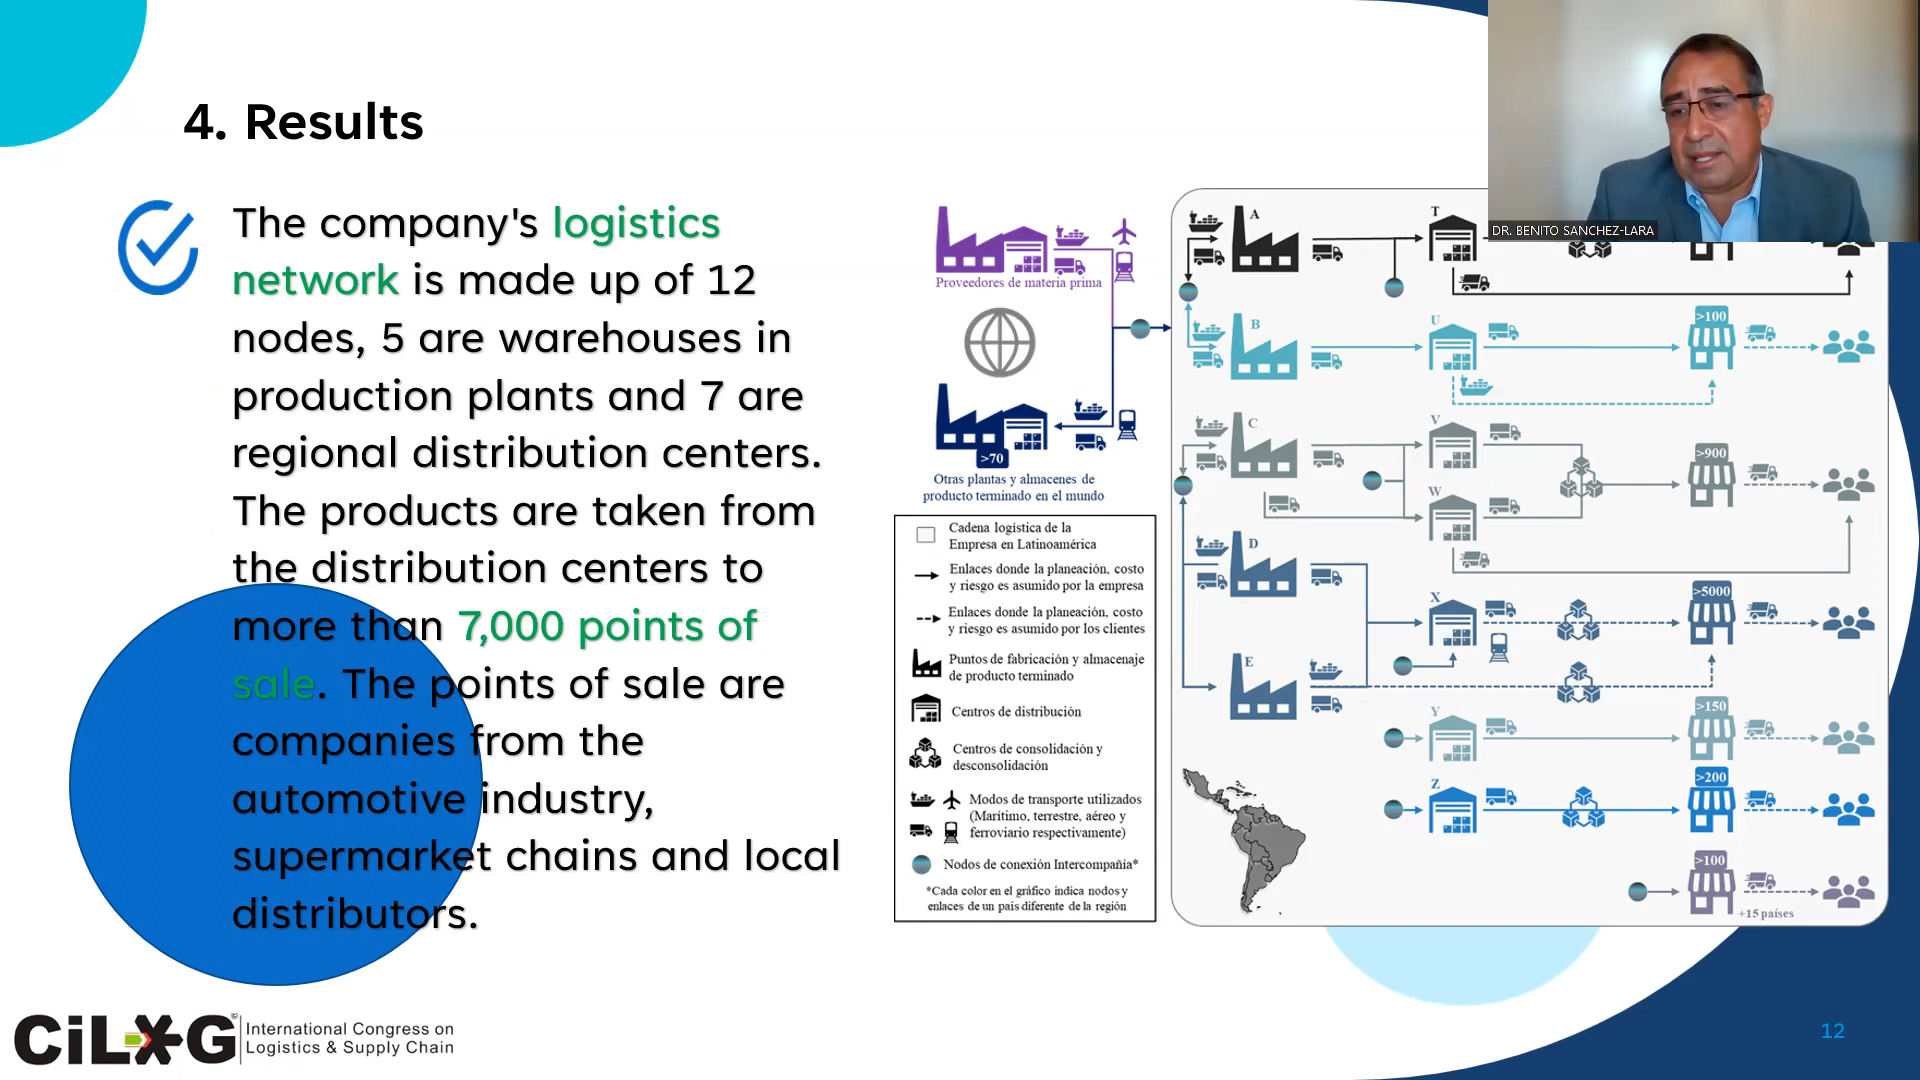 4. Results
The company's logistics
network is made up of 12
nodes, 5 are warehouses in
production plants and 7 are
regional distribution centers.
The products are taken from
the distribution centers to
more than 7,000 points of
sale. The points of sale are
companies from the
automotive industry,
supermarket chains and local
distributors.
Proveedores de materia prima
>70
Otras plantas y almacenes de
producto terminado en el mundo
Cadena logística de la
Empresa en Latinoamérica
Enlaces donde la planeación, costo
y riesgo es asumido por la empresa
Enlaces donde la planeación, costo
y riesgo es asumido por los clientes
Puntos de fabricación y almacenaje
de producto terminado
Centros de distribución
Centros de consolidación y
desconsolidación
Modos de transporte utilizados
(Marítimo, terrestre, aéreo y
ferroviario respectivamente)
Nodos de conexión Intercompañía*
*Cada color en el gráfico indica nodos y
enlaces de un país diferente de la región
A
T
B
U
>100
C
V
>900
W
D
X
>5000
E
Y
>150
Z
>200
>100
+15 países
DR. BENITO SANCHEZ-LARA
CiLOG
International Congress on
Logistics & Supply Chain
12